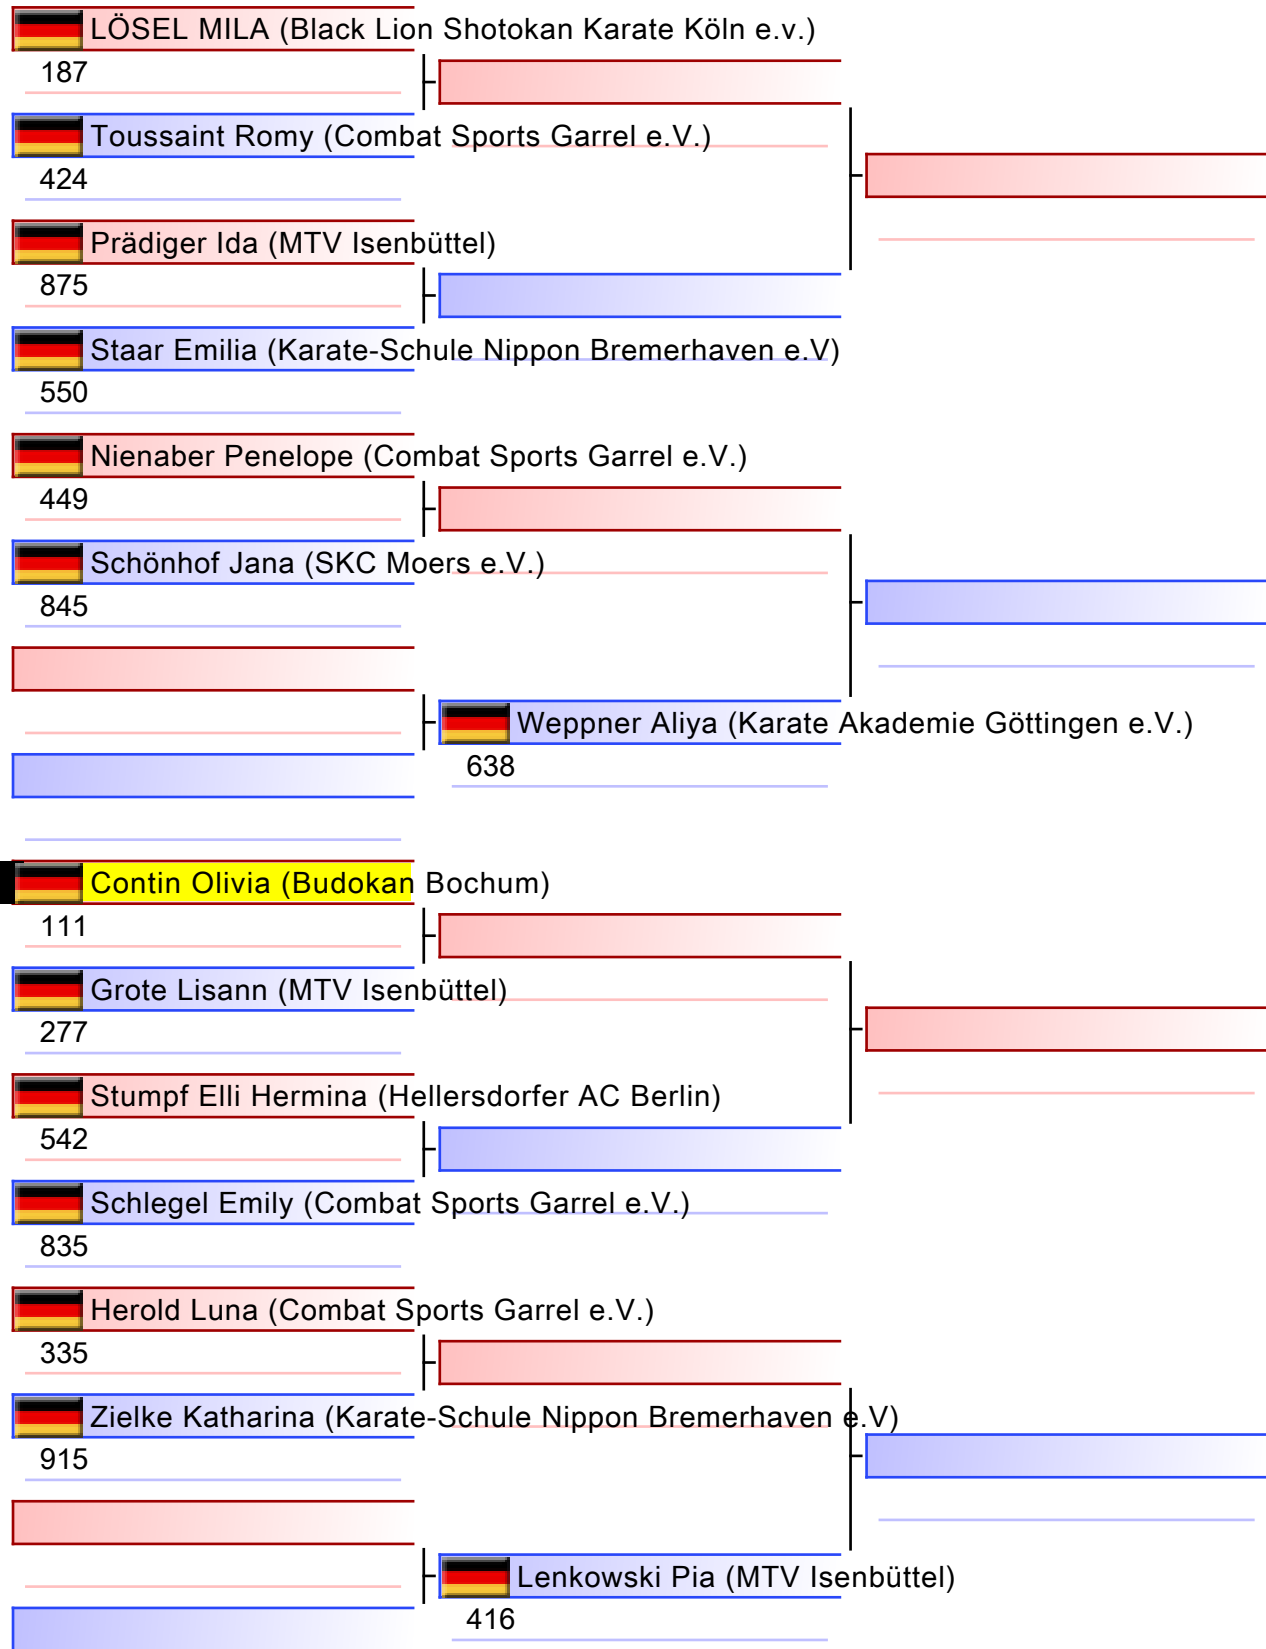 LÖSEL MILA (Black Lion Shotokan Karate Köln e.v.)
187
Toussaint Romy (Combat Sports Garrel e.V.)
424
Prädiger Ida (MTV Isenbüttel)
875
Staar Emilia (Karate-Schule Nippon Bremerhaven e.V)
550
Nienaber Penelope (Combat Sports Garrel e.V.)
449
Schönhof Jana (SKC Moers e.V.)
845
Weppner Aliya (Karate Akademie Göttingen e.V.)
638
Contin Olivia (Budokan Bochum)
111
Grote Lisann (MTV Isenbüttel)
277
Stumpf Elli Hermina (Hellersdorfer AC Berlin)
542
Schlegel Emily (Combat Sports Garrel e.V.)
835
Herold Luna (Combat Sports Garrel e.V.)
335
Zielke Katharina (Karate-Schule Nippon Bremerhaven e.V)
915
Lenkowski Pia (MTV Isenbüttel)
416